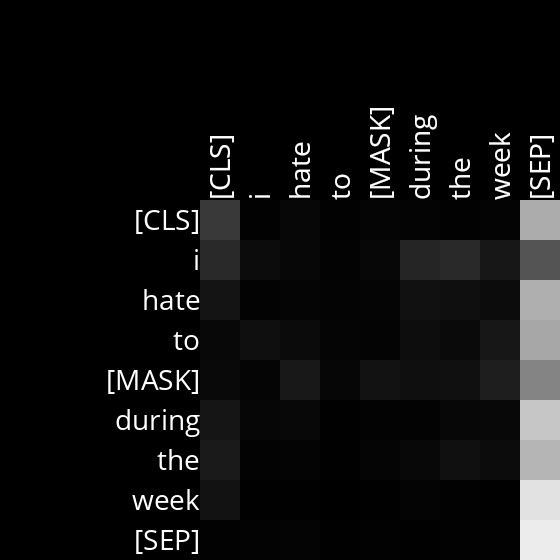 [CLS] i hate to [MASK] during the week [SEP]
[CLS]
i
hate
to
[MASK]
during
the
week
[SEP]